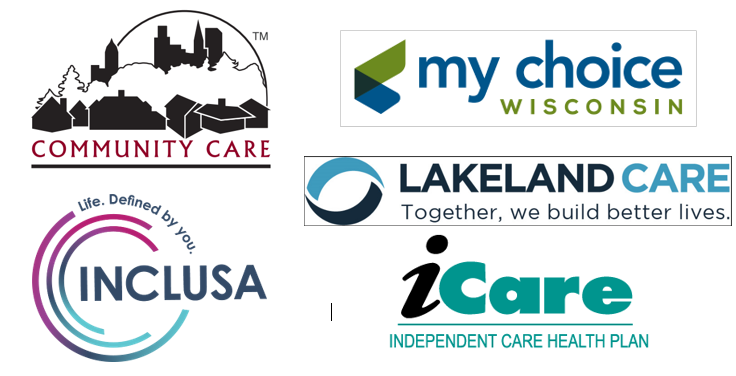 TM
COMMUNITY CARE
my choice
WISCONSIN
LAKELAND CARE
Together, we build better lives.
Life. Defined by you.
INCLUSA
iCare
INDEPENDENT CARE HEALTH PLAN